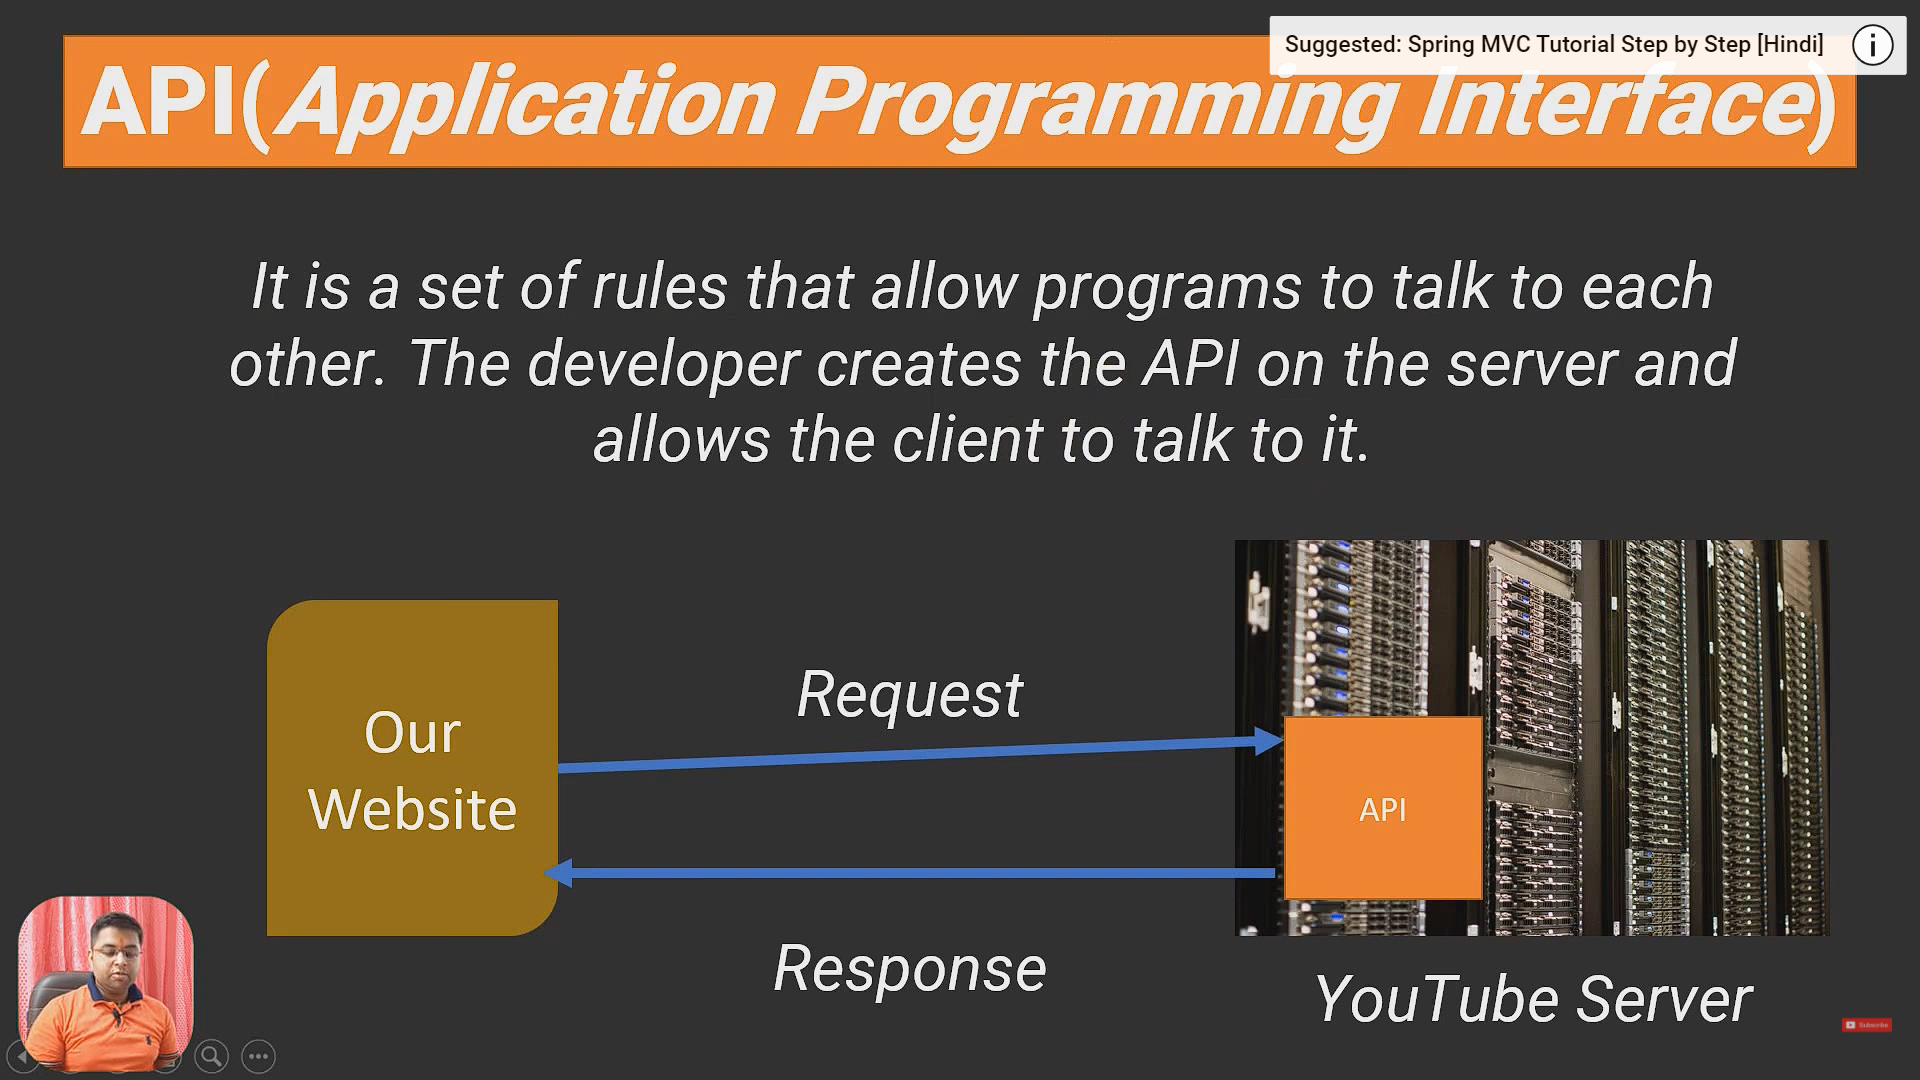 Suggested: Spring MVC Tutorial Step by Step [Hindi]
API(Application Programming Interface)
It is a set of rules that allow programs to talk to each
other. The developer creates the API on the server and
allows the client to talk to it.
Our
Website
Request
API
Response
YouTube Server
Subscribe